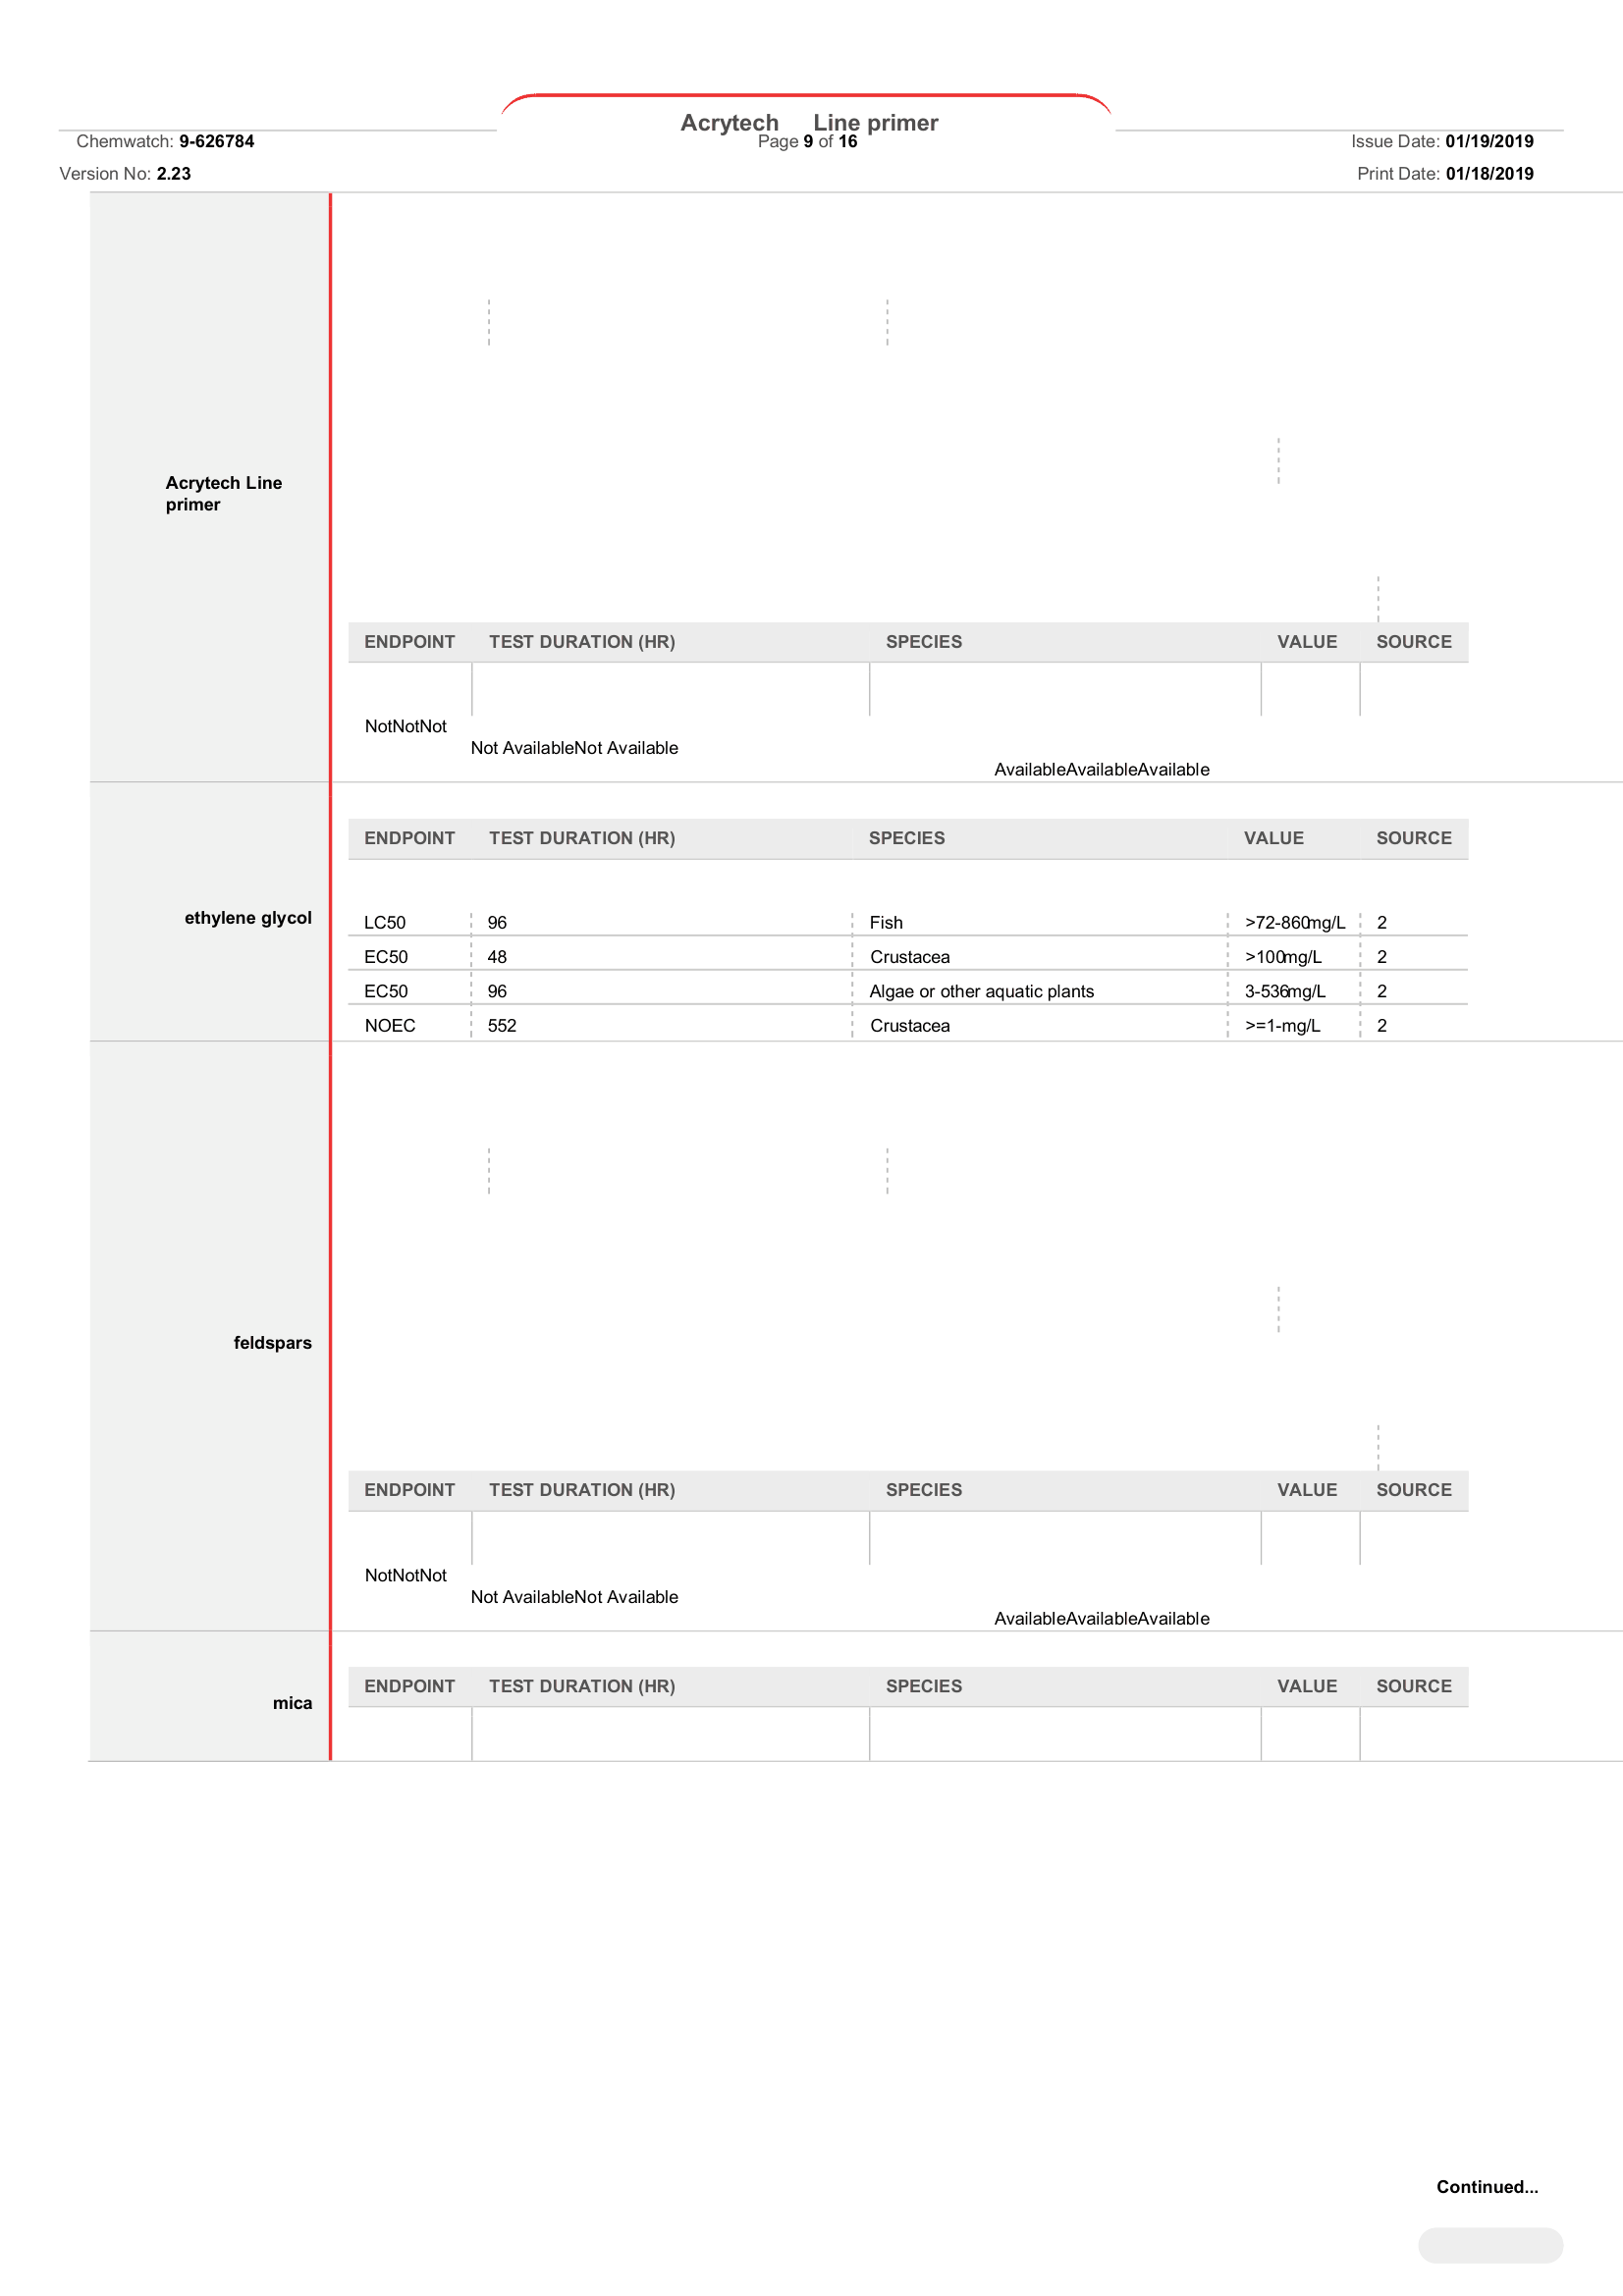 Acrytech Line primer
Chemwatch: 9-626784 Page 9 of 16 Issue Date: 01/19/2019
Version No: 2.23 Print Date: 01/18/2019
Acrytech Line
primer
ENDPOINT TEST DURATION (HR) SPECIES VALUE SOURCE
NotNotNot
Not AvailableNot Available
AvailableAvailableAvailable
ENDPOINT TEST DURATION (HR) SPECIES VALUE SOURCE
ethylene glycol
LC50 96 Fish >72-860mg/L 2
EC50 48 Crustacea >100mg/L 2
EC50 96 Algae or other aquatic plants 3-536mg/L 2
NOEC 552 Crustacea >=1-mg/L 2
feldspars
ENDPOINT TEST DURATION (HR) SPECIES VALUE SOURCE
NotNotNot
Not AvailableNot Available
AvailableAvailableAvailable
mica
ENDPOINT TEST DURATION (HR) SPECIES VALUE SOURCE
Continued...